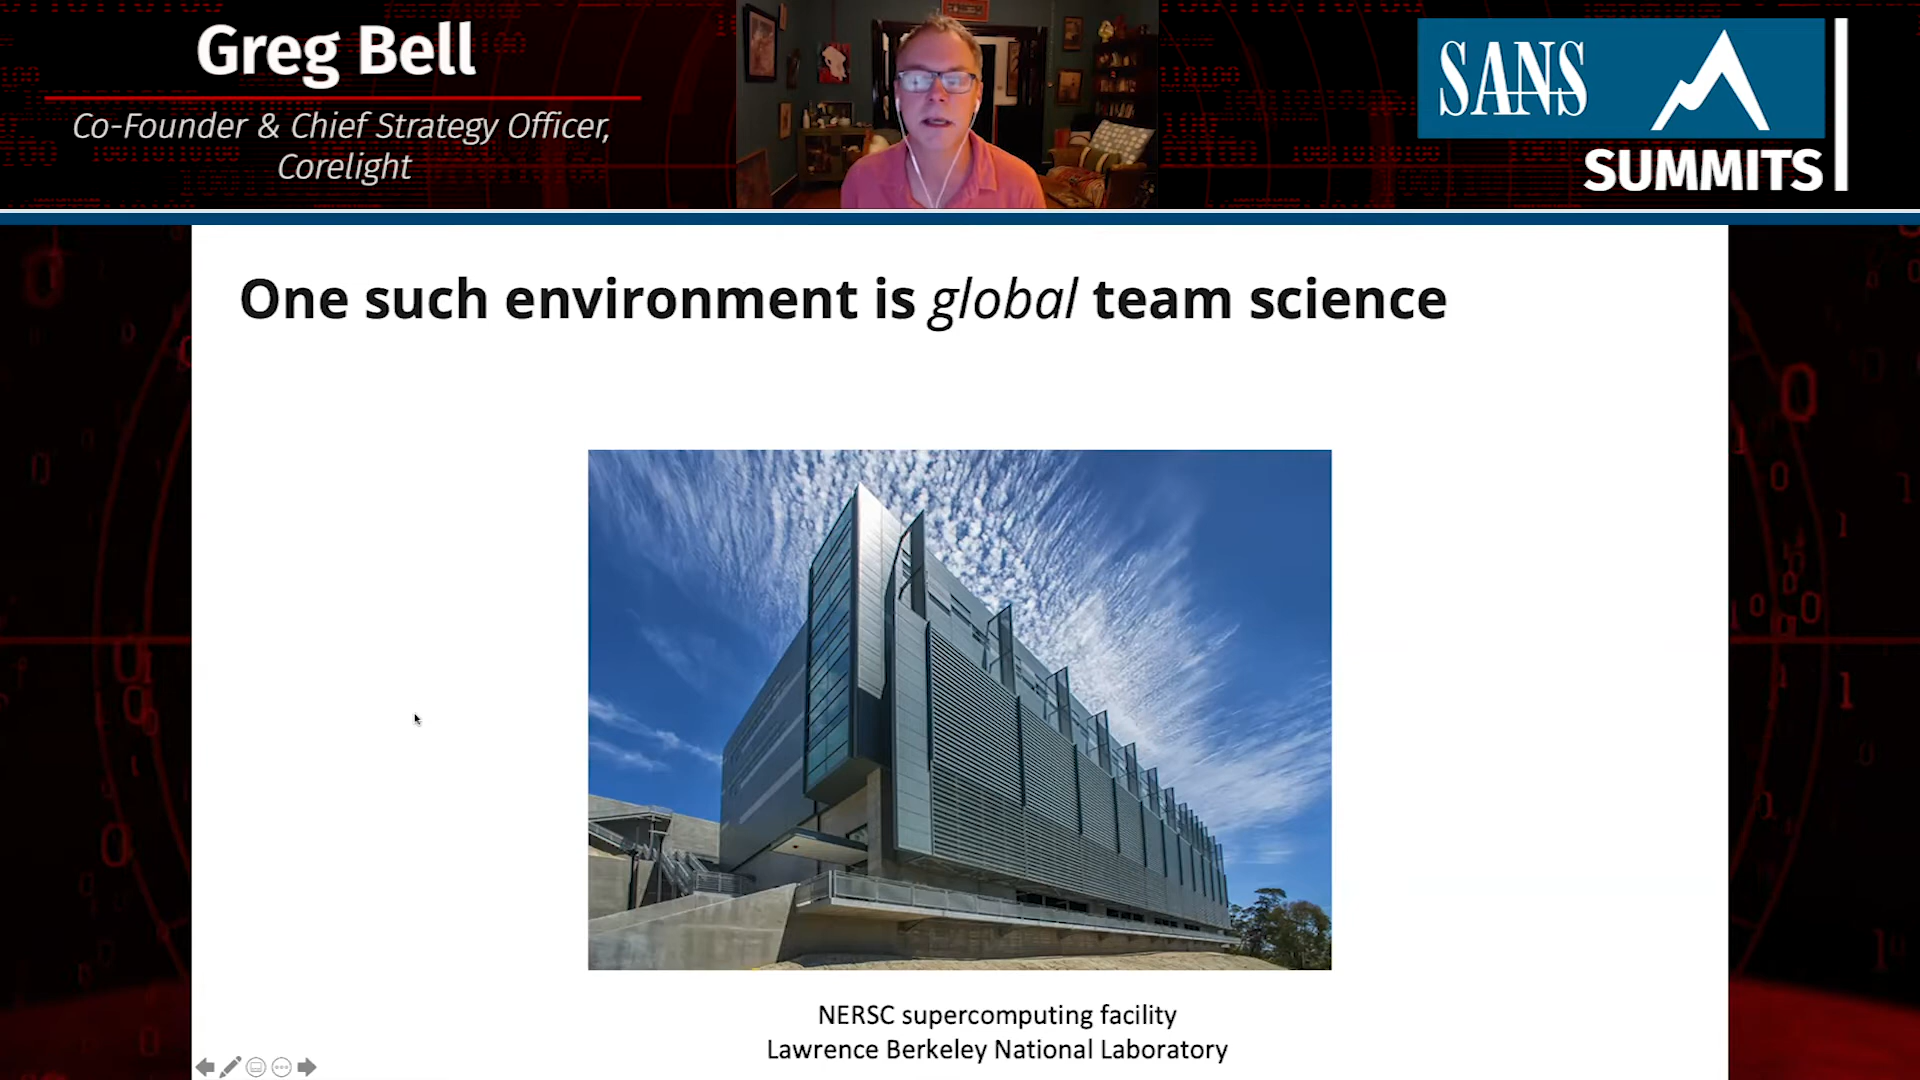 Greg Bell
Co-Founder & Chief Strategy Officer,
Corelight
SANS
SUMMITS
One such environment is global team science
NERSC supercomputing facility
Lawrence Berkeley National Laboratory